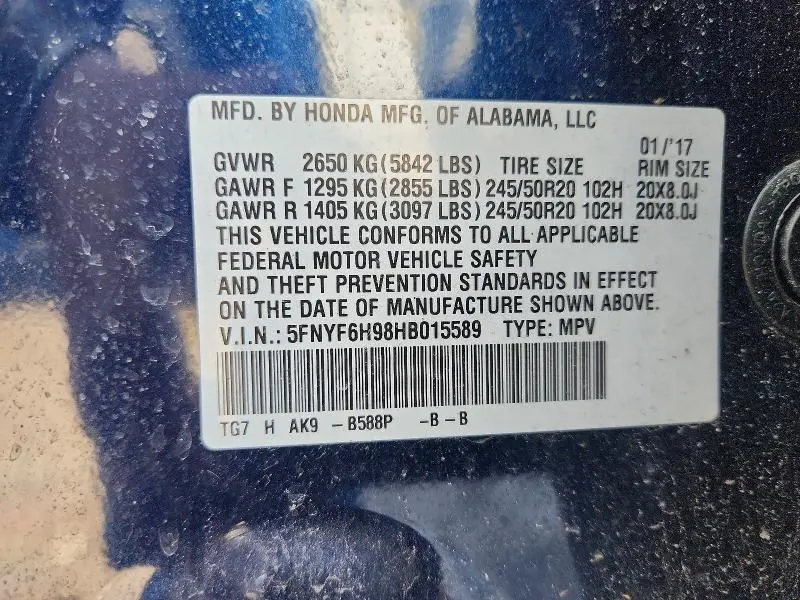 MFD. BY HONDA MFG. OF ALABAMA, LLC
01/'17
GVWR 2650 KG(5842 LBS) TIRE SIZE RIM SIZE
GAWR F 1295 KG(2855 LBS) 245/50R20 102H 20X8.0J
GAWR R 1405 KG(3097 LBS) 245/50R20 102H 20X8.0J
THIS VEHICLE CONFORMS TO ALL APPLICABLE
FEDERAL MOTOR VEHICLE SAFETY
AND THEFT PREVENTION STANDARDS IN EFFECT
ON THE DATE OF MANUFACTURE SHOWN ABOVE.
V.I.N.: 5FNYF6H98HB015589 TYPE: MPV
TG7 H AK9 -B588P -B-B